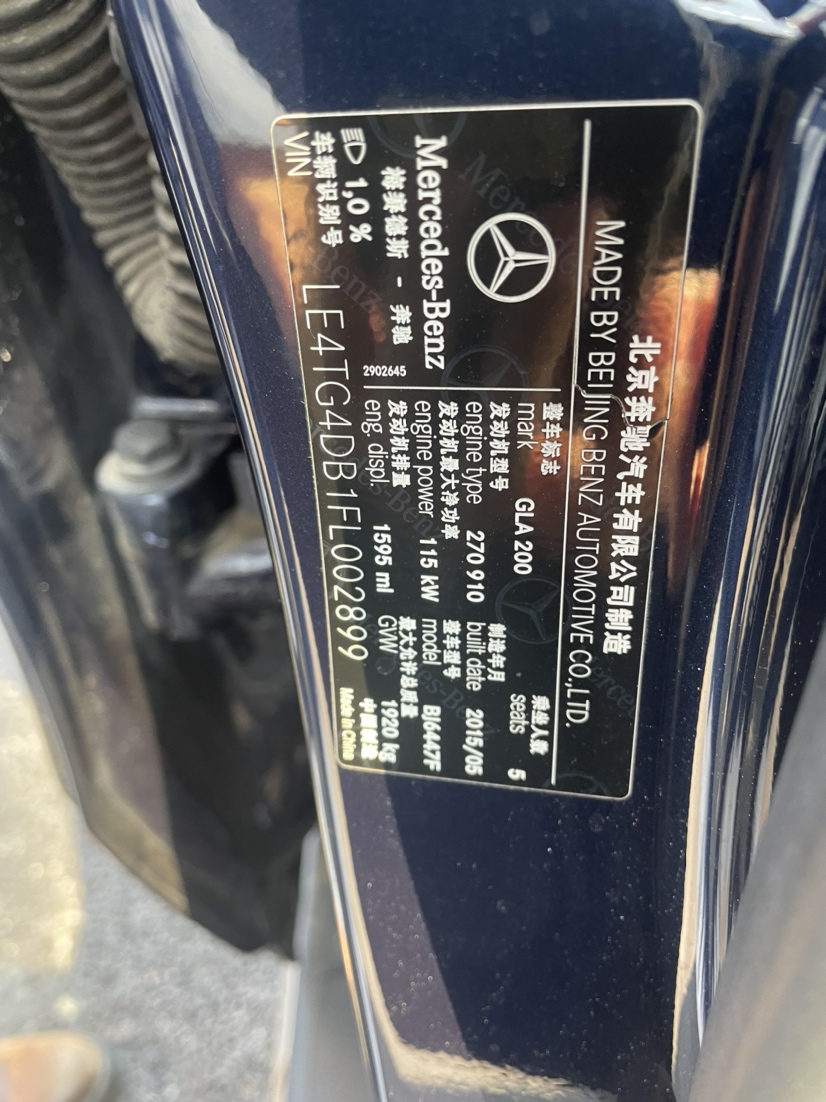 北京奔驰汽车有限公司制造
MADE BY BEIJING BENZ AUTOMOTIVE CO.,LTD.
Mercedes-Benz
梅赛德斯 - 奔驰
1,0 %
2902645
整车标志
mark GLA 200
乘坐人数
seats 5
发动机型号
engine type 270 910
制造年月
built date 2015/05
发动机最大净功率
engine power 115 kW
整车型号
model BJ6447F
发动机排量
eng. displ. 1595 ml
最大允许总质量
GVW 1920 kg
车辆识别号
VIN LE4TG4DB1FL002899
中国制造
Made in China